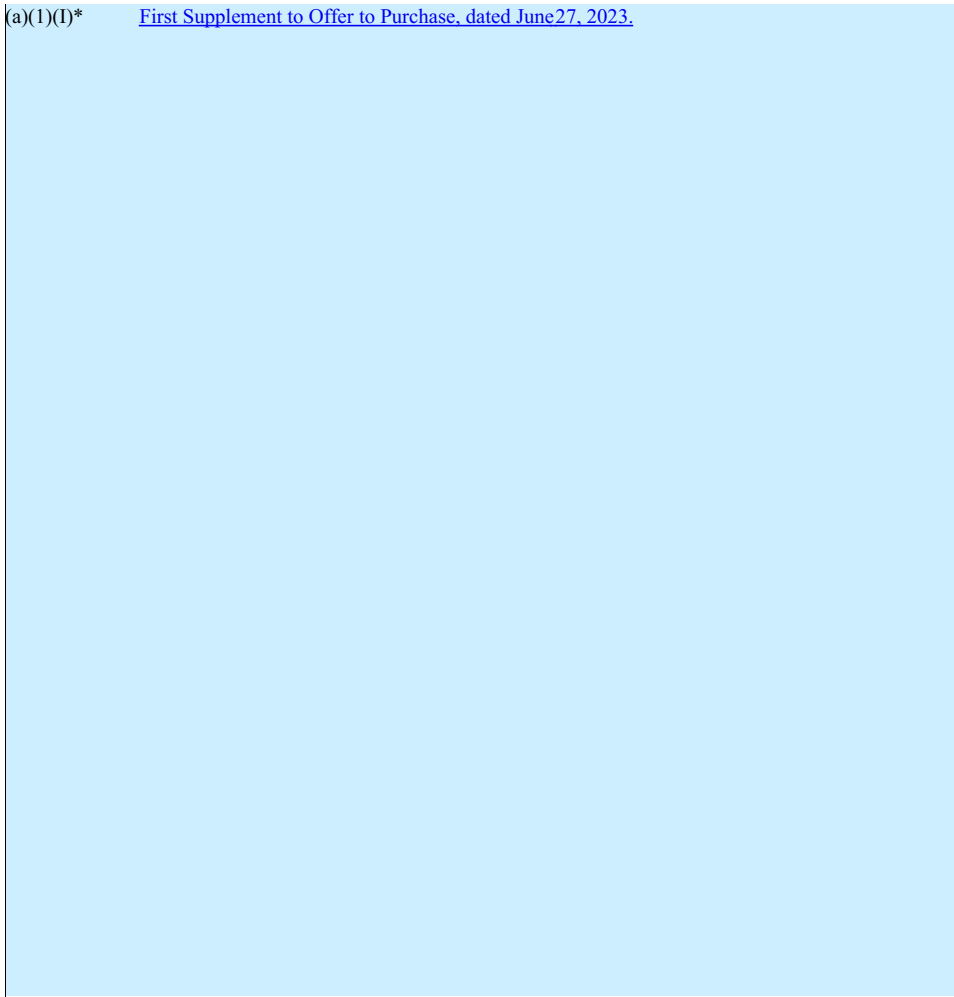 (a)(1)(I)* First Supplement to Offer to Purchase, dated June27, 2023.